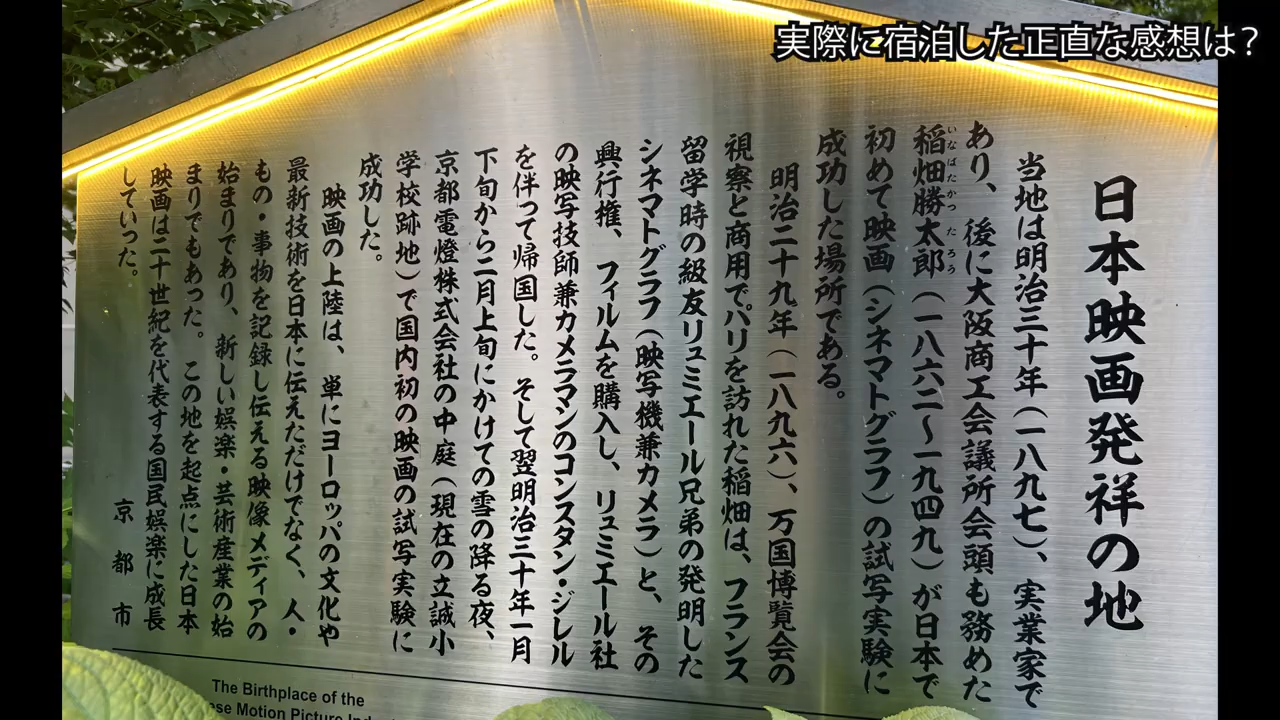 実際に宿泊した正直な感想は?
日本映画発祥の地
当地は明治三十年(一八九七)、実業家で
あり、後に大阪商工会議所会頭も務めた
稲畑勝太郎(一八六二〜一九四九)が日本で
いなばたかつたろう
初めて映画(シネマトグラフ)の試写実験に
成功した場所である。
明治二十九年(一八九六)、万国博覧会の
視察と商用でパリを訪れた稲畑は、フランス
留学時の級友リュミエール兄弟の発明した
シネマトグラフ(映写機兼カメラ)と、その
興行権、フィルムを購入し、リュミエール社
の映写技師兼カメラマンのコンスタン・ジレル
を伴って帰国した。そして翌明治三十年一月
下旬から二月上旬にかけての雪の降る夜、
京都電燈株式会社の中庭(現在の立誠小
学校跡地)で国内初の映画の試写実験に
成功した。
映画の上陸は、単にヨーロッパの文化や
最新技術を日本に伝えただけでなく、人・
もの・事物を記録し伝える映像メディアの
始まりであり、新しい娯楽・芸術産業の始
まりでもあった。この地を起点にした日本
映画は二十世紀を代表する国民娯楽に成長
していった。
京都市
The Birthplace of the
Motion Picture